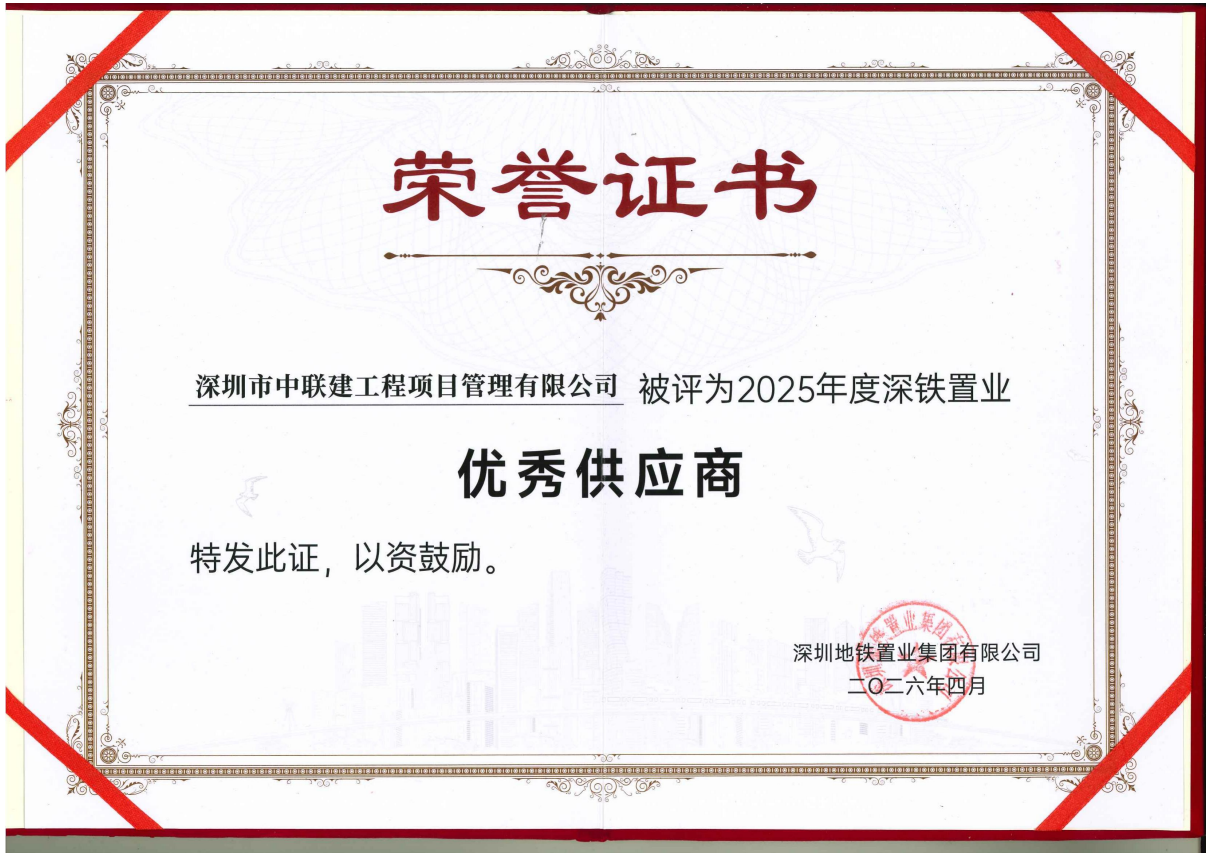 荣誉证书
深圳市中联建工程项目管理有限公司 被评为2025年度深铁置业
优秀供应商
特发此证，以资鼓励。
深圳地铁置业集团有限公司
二〇二六年四月